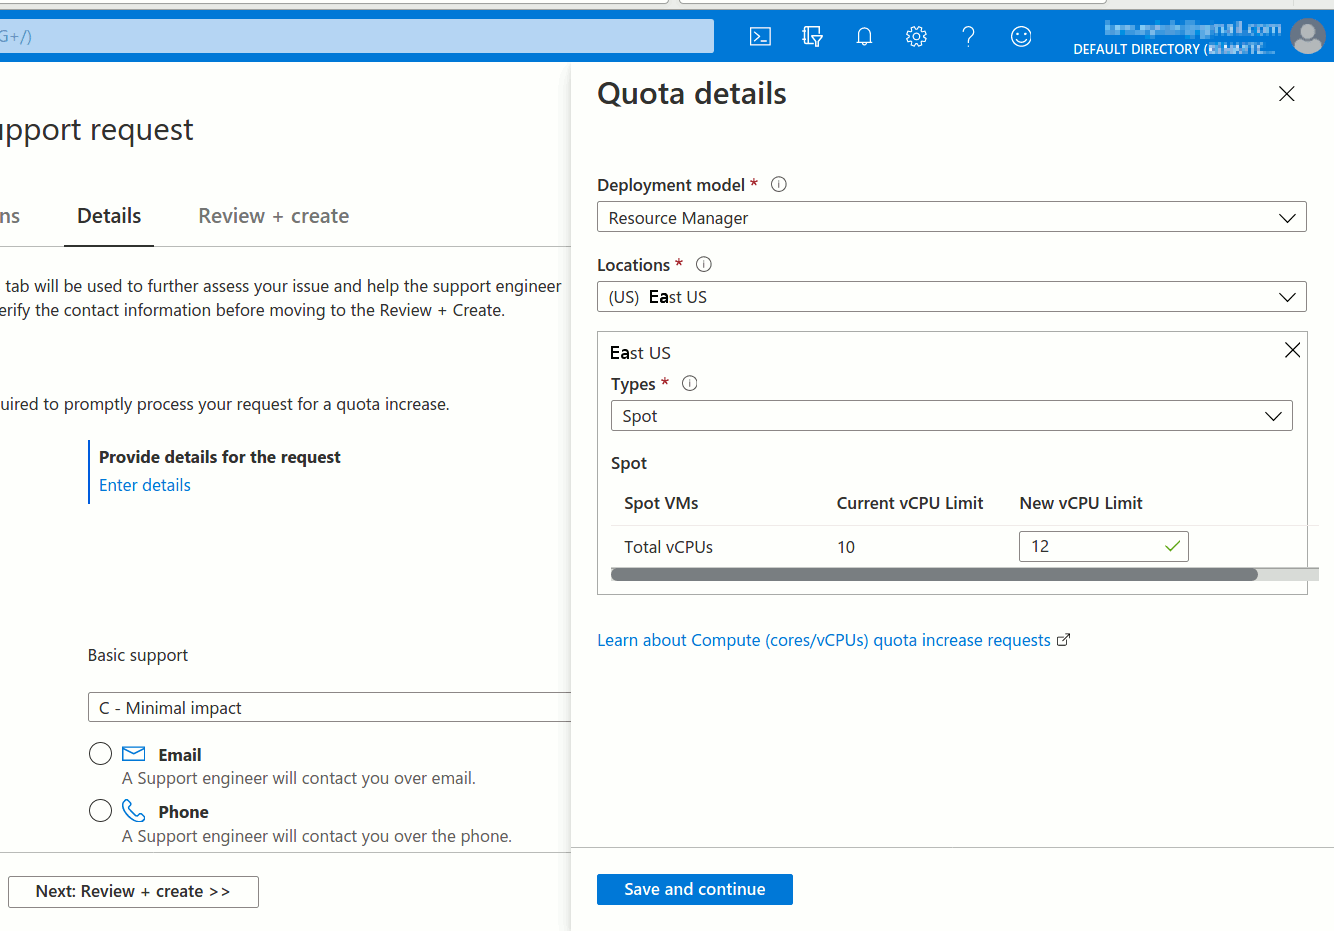 G+/)
DEFAULT DIRECTORY (
upport request
ns
Details
Review + create
tab will be used to further assess your issue and help the support engineer
erify the contact information before moving to the Review + Create.
uired to promptly process your request for a quota increase.
Provide details for the request
Enter details
Basic support
C - Minimal impact
Email
A Support engineer will contact you over email.
Phone
A Support engineer will contact you over the phone.
Next: Review + create >>
Quota details
Deployment model *
Resource Manager
Locations *
(US) East US
East US
Types *
Spot
Spot
Spot VMs Current vCPU Limit New vCPU Limit
Total vCPUs 10 12
Learn about Compute (cores/vCPUs) quota increase requests
Save and continue